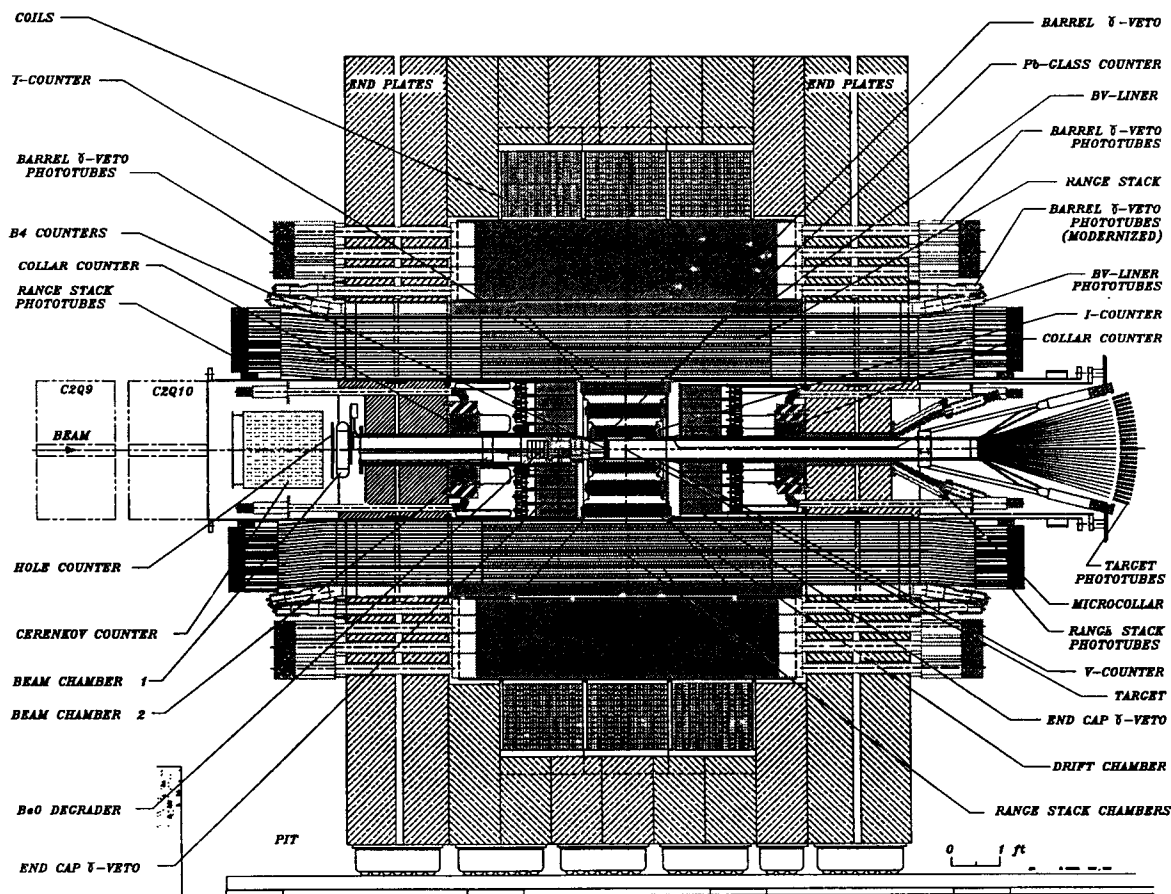 COILS
T-COUNTER
BARREL ɣ-VETO
PHOTOTUBES
B4 COUNTERS
COLLAR COUNTER
RANGE STACK
PHOTOTUBES
END PLATES
END PLATES
BARREL ɣ-VETO
Pb-GLASS COUNTER
BV-LINER
BARREL ɣ-VETO
PHOTOTUBES
RANGE STACK
BARREL ɣ-VETO
PHOTOTUBES
(MODERNIZED)
BV-LINER
PHOTOTUBES
I-COUNTER
COLLAR COUNTER
C2Q9
C2Q10
BEAM
HOLE COUNTER
CERENKOV COUNTER
BEAM CHAMBER 1
BEAM CHAMBER 2
BeO DEGRADER
END CAP ɣ-VETO
PIT
TARGET
PHOTOTUBES
MICROCOLLAR
RANGE STACK
PHOTOTUBES
V-COUNTER
TARGET
END CAP ɣ-VETO
DRIFT CHAMBER
RANGE STACK CHAMBERS
0 1 ft